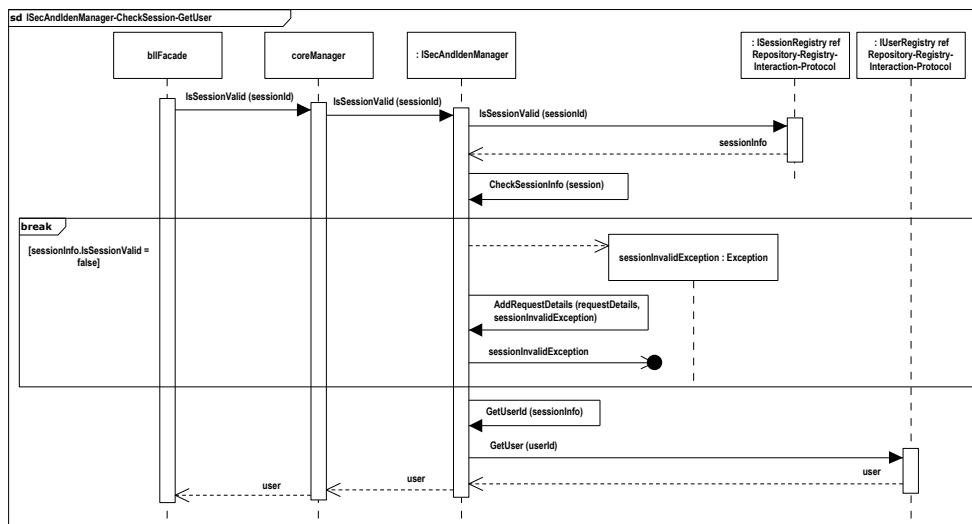 sd ISecAndIdenManager-CheckSession-GetUser
bllFacade
coreManager
: ISecAndIdenManager
: ISessionRegistry ref
Repository-Registry-
Interaction-Protocol
: IUserRegistry ref
Repository-Registry-
Interaction-Protocol
IsSessionValid (sessionId)
IsSessionValid (sessionId)
IsSessionValid (sessionId)
sessionInfo
CheckSessionInfo (session)
break
[sessionInfo.IsSessionValid =
false]
sessionInvalidException : Exception
AddRequestDetails (requestDetails,
sessionInvalidException)
sessionInvalidException
GetUserId (sessionInfo)
GetUser (userId)
user
user
user